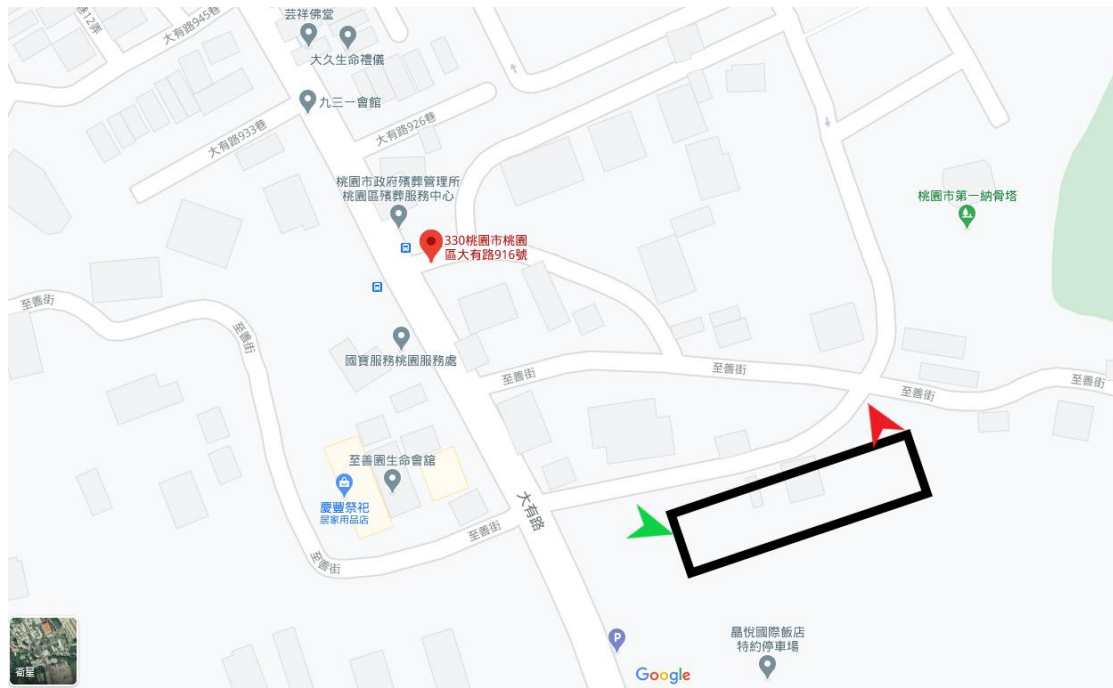 巷12弄
大有路945巷
芸祥佛堂
大久生命禮儀
九三一會館
大有路926巷
大有路933巷
桃園市政府殯葬管理所
桃園區殯葬服務中心
桃園市第一納骨塔
330桃園市桃園
區大有路916號
至善街
至善街
國寶服務桃園服務處
至善街
至善街
至善街
至善街
至善園生命會館
慶豐祭祀
居家用品店
大有路
至善街
至善街
P
晶悅國際飯店
特約停車場
衛星
Google